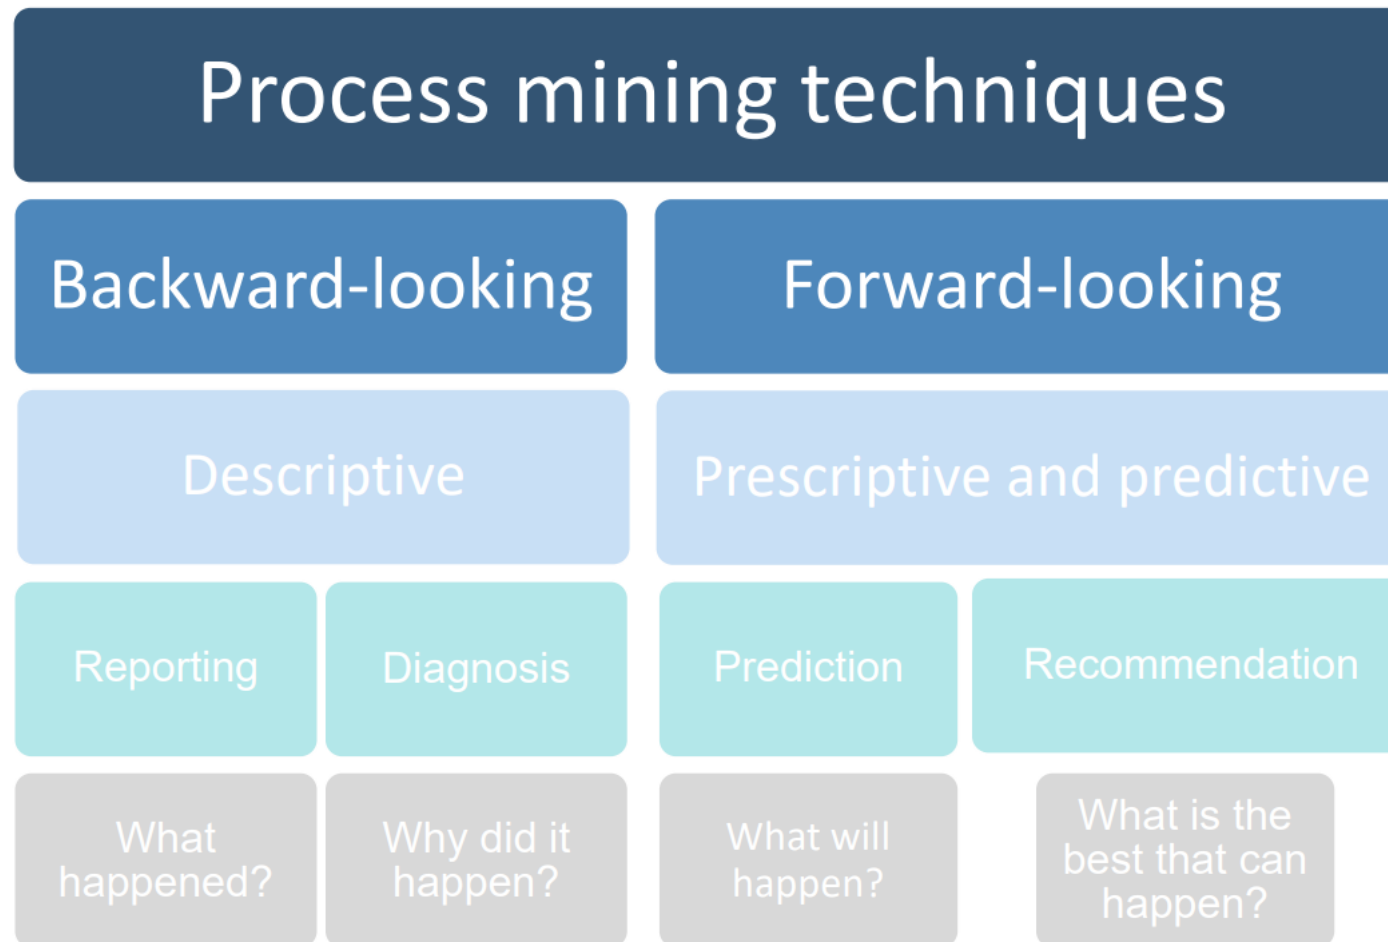 Process mining techniques
Backward-looking
Forward-looking
Descriptive
Prescriptive and predictive
Reporting
Diagnosis
Prediction
Recommendation
What
happened?
Why did it
happen?
What will
happen?
What is the
best that can
happen?